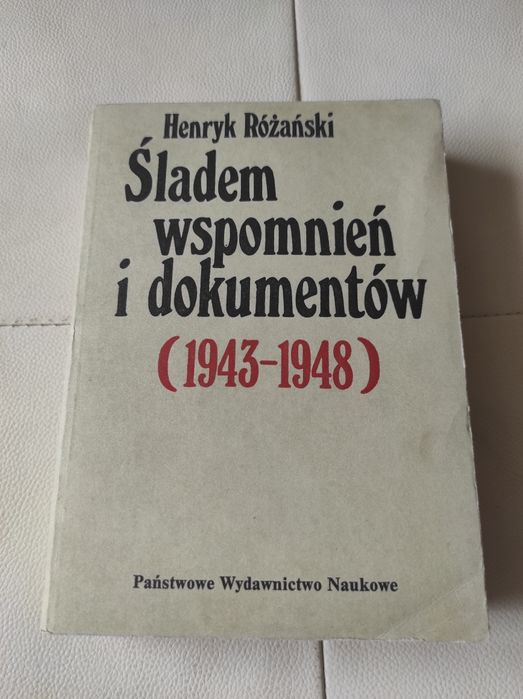 Henryk Różański
Śladem
wspomnień
i dokumentów
(1943-1948)
Państwowe Wydawnictwo Naukowe